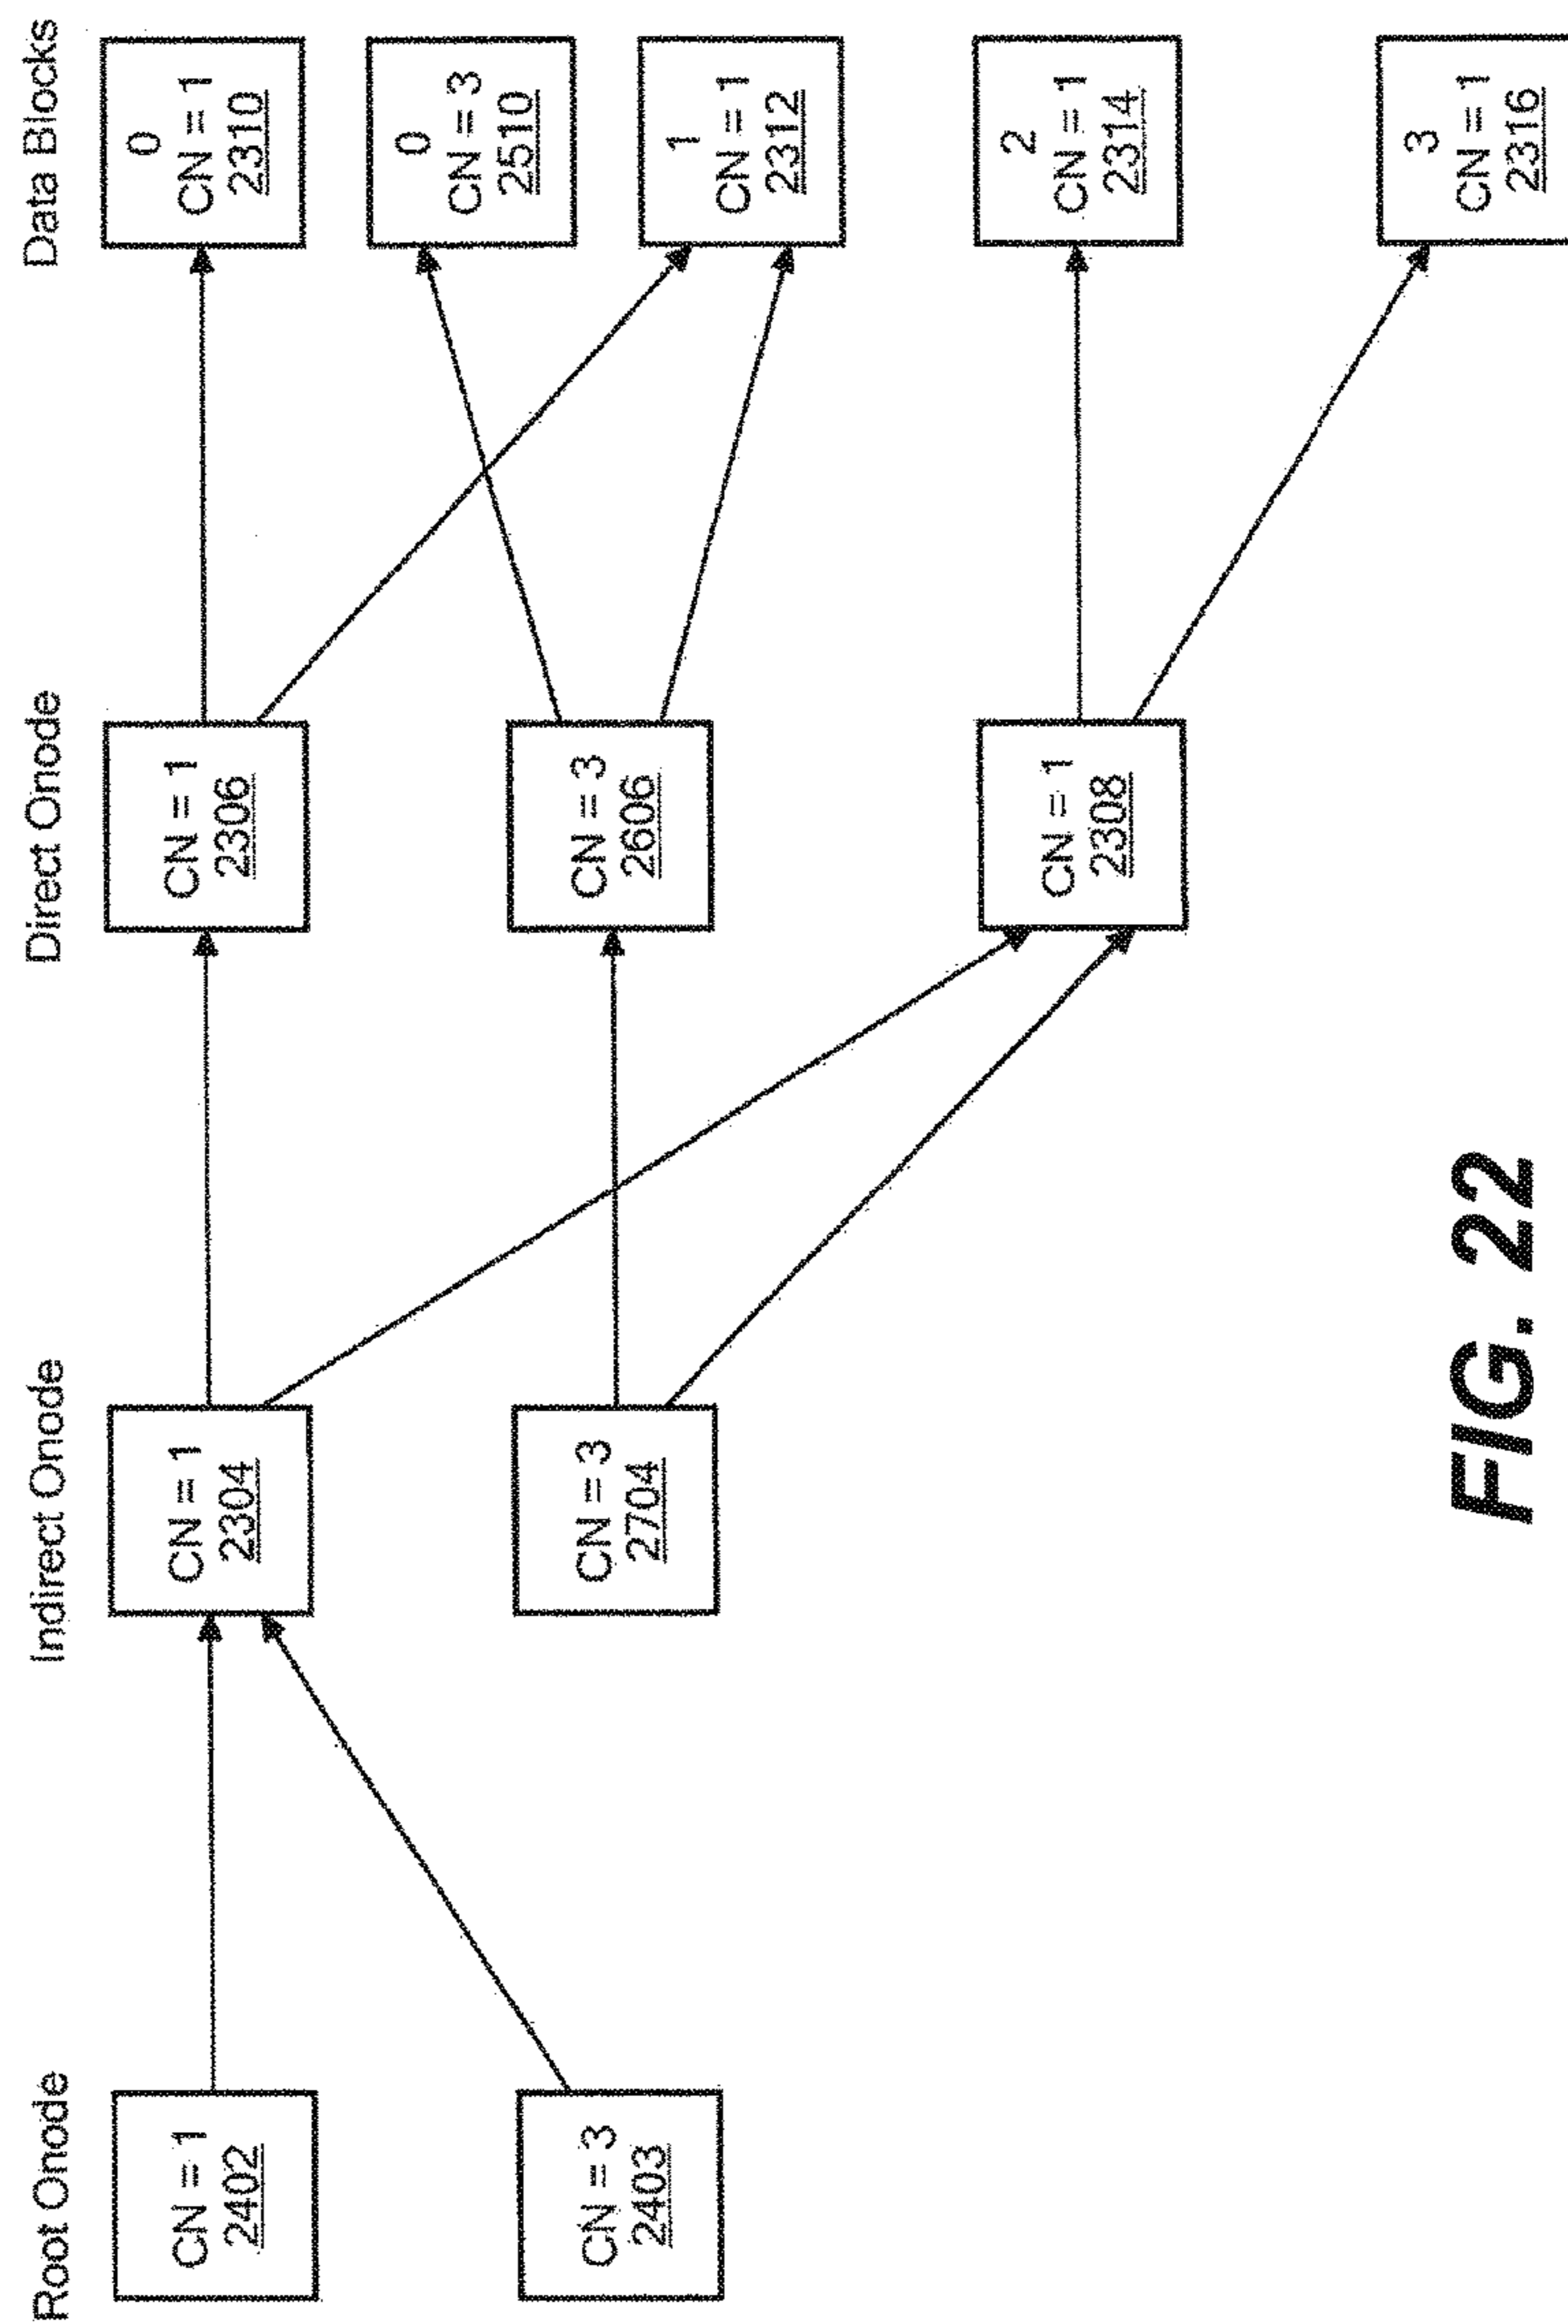 Root Onode
Indirect Onode
Direct Onode
Data Blocks
CN = 1
2402
CN = 3
2403
CN = 1
2304
CN = 3
2704
CN = 1
2306
CN = 3
2606
CN = 1
2308
0
CN = 1
2310
0
CN = 3
2510
1
CN = 1
2312
2
CN = 1
2314
3
CN = 1
2316
FIG. 22